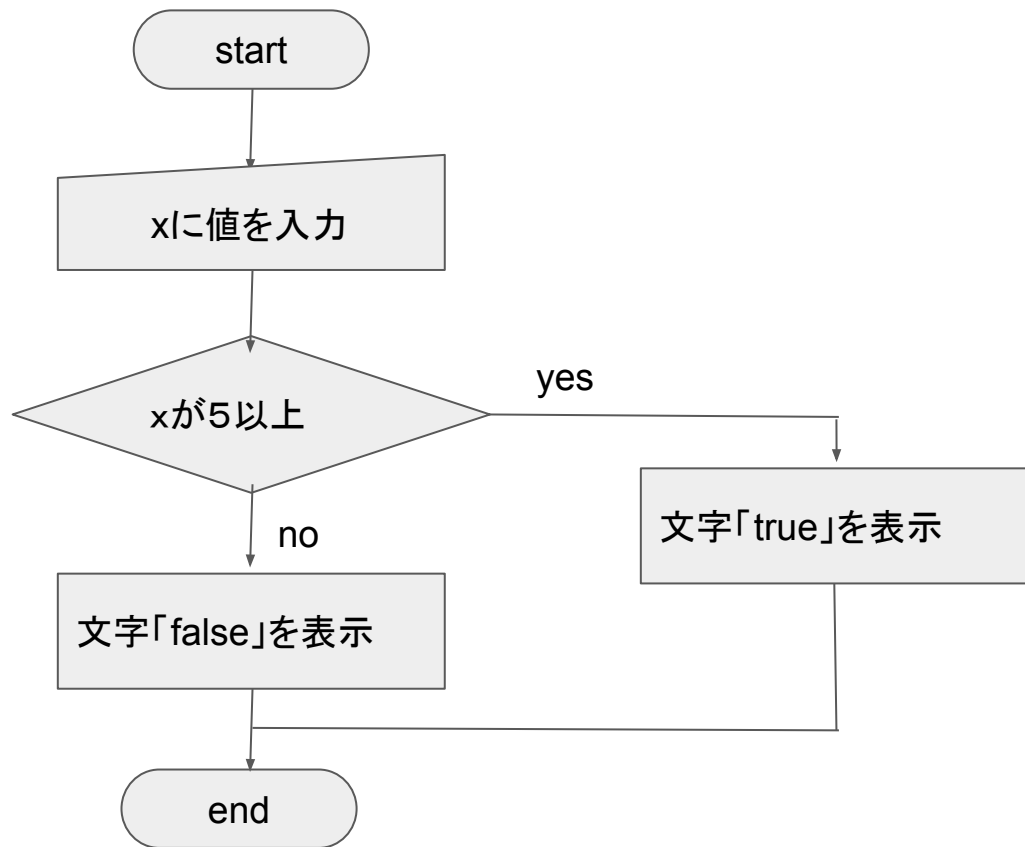 start
xに値を入力
xが５以上
yes
no
文字｢true｣を表示
文字｢false｣を表示
end